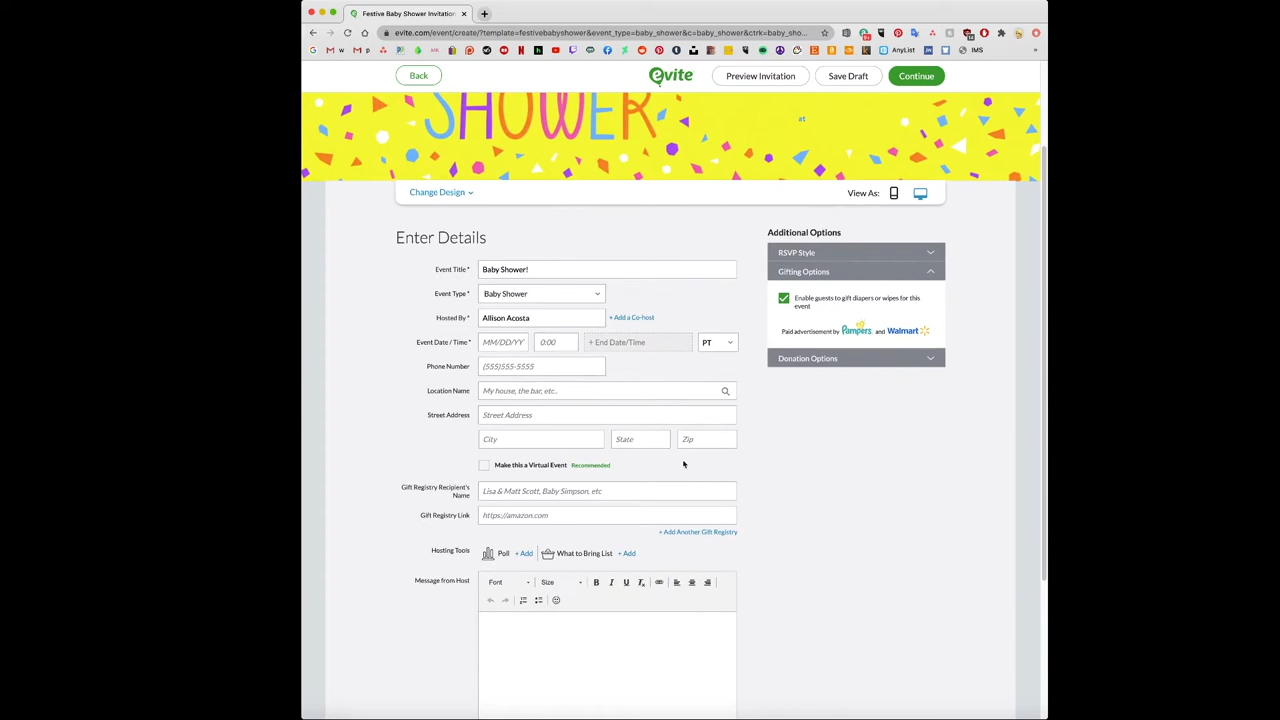 Festive Baby Shower Invitation
evite.com/event/create/?template=festivebabyshower&event_type=baby_shower&c=baby_shower&ctrk=baby_sho...
AnyList
IMS
Back
evite
Preview Invitation
Save Draft
Continue
SHOWER
at
Change Design
View As:
Enter Details
Additional Options
RSVP Style
Gifting Options
Enable guests to gift diapers or wipes for this
event
Paid advertisement by Pampers and Walmart
Donation Options
Event Title *
Baby Shower!
Event Type *
Baby Shower
Hosted By *
Allison Acosta
+ Add a Co-host
Event Date / Time *
MM/DD/YY
0:00
+ End Date/Time
PT
Phone Number
(555)555-5555
Location Name
My house, the bar, etc..
Street Address
Street Address
City
State
Zip
Make this a Virtual Event Recommended
Gift Registry Recipient's
Name
Lisa & Matt Scott, Baby Simpson, etc
Gift Registry Link
https://amazon.com
+ Add Another Gift Registry
Hosting Tools
Poll + Add
What to Bring List + Add
Message from Host
Font
Size
B I U Tx